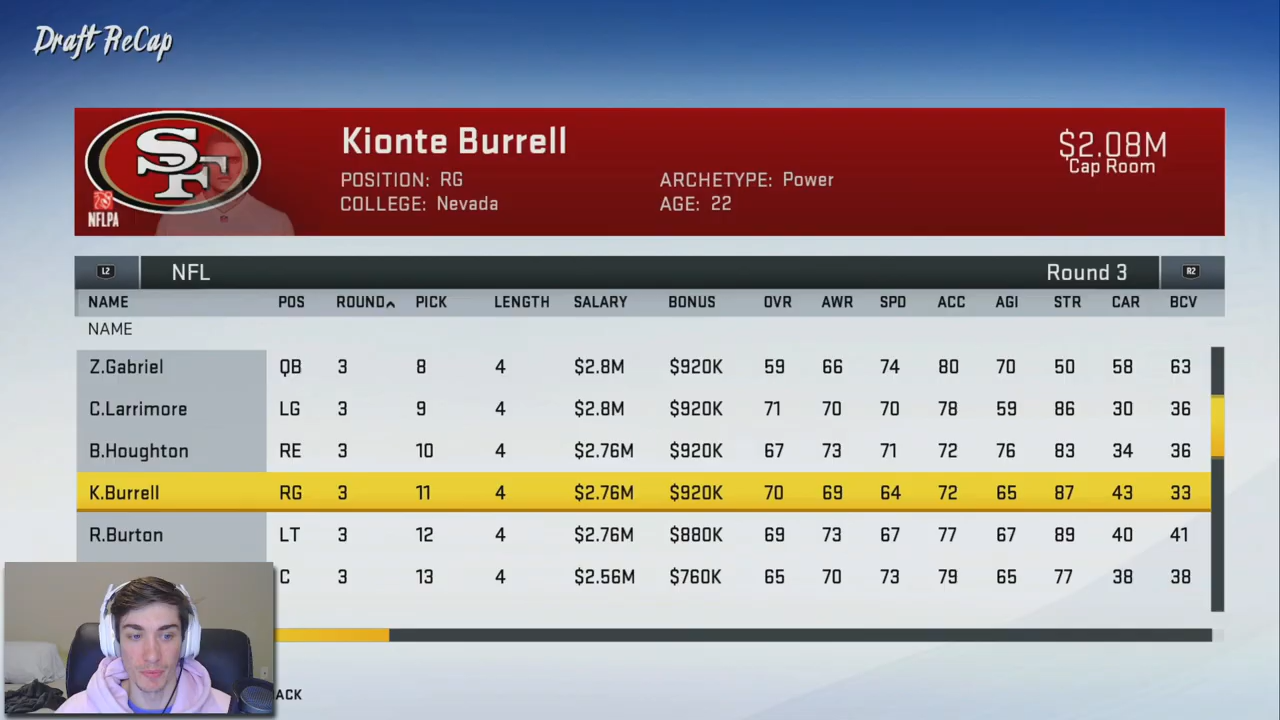 Draft ReCap
SF
NFLPA
Kionte Burrell
POSITION: RG
COLLEGE: Nevada
ARCHETYPE: Power
AGE: 22
$2.08M
Cap Room
L2 NFL Round 3 R2
NAME POS ROUND PICK LENGTH SALARY BONUS OVR AWR SPD ACC AGI STR CAR BCV
NAME
Z.Gabriel QB 3 8 4 $2.8M $920K 59 66 74 80 70 50 58 63
C.Larrimore LG 3 9 4 $2.8M $920K 71 70 70 78 59 86 30 36
B.Houghton RE 3 10 4 $2.76M $920K 67 73 71 72 76 83 34 36
K.Burrell RG 3 11 4 $2.76M $920K 70 69 64 72 65 87 43 33
R.Burton LT 3 12 4 $2.76M $880K 69 73 67 77 67 89 40 41
C 3 13 4 $2.56M $760K 65 70 73 79 65 77 38 38
ACK